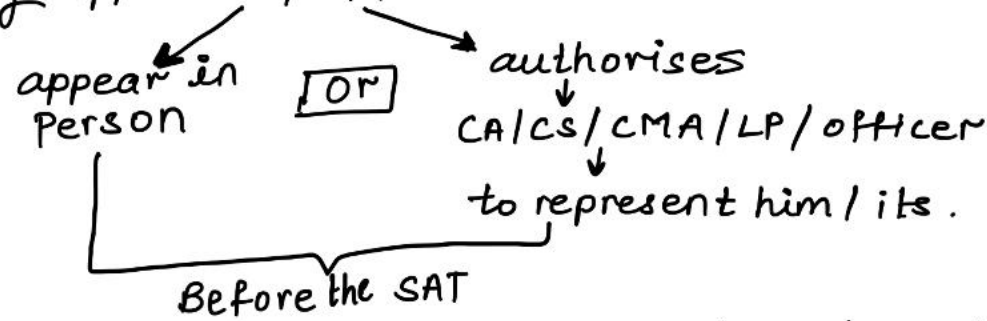 appear in
Person
or
authorises
CA/CS/CMA/LP/officer
to represent him/its.
Before the SAT